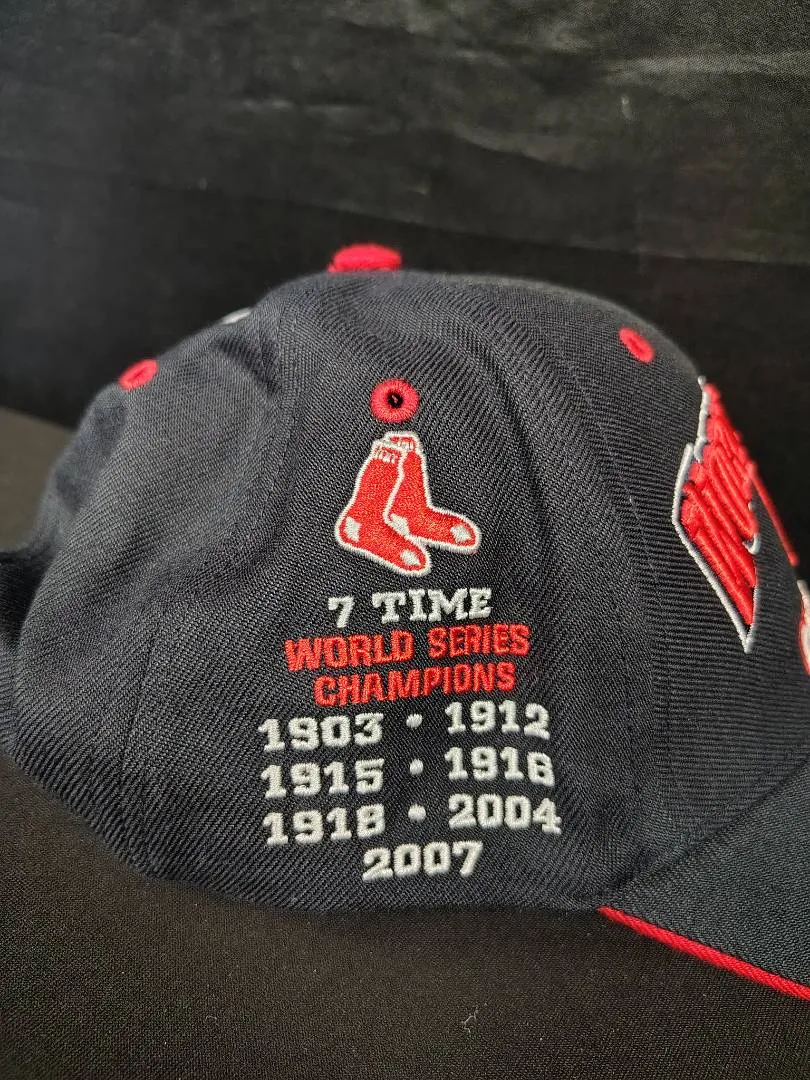 7 TIME
WORLD SERIES
CHAMPIONS
1903 • 1912
1915 • 1916
1918 • 2004
2007